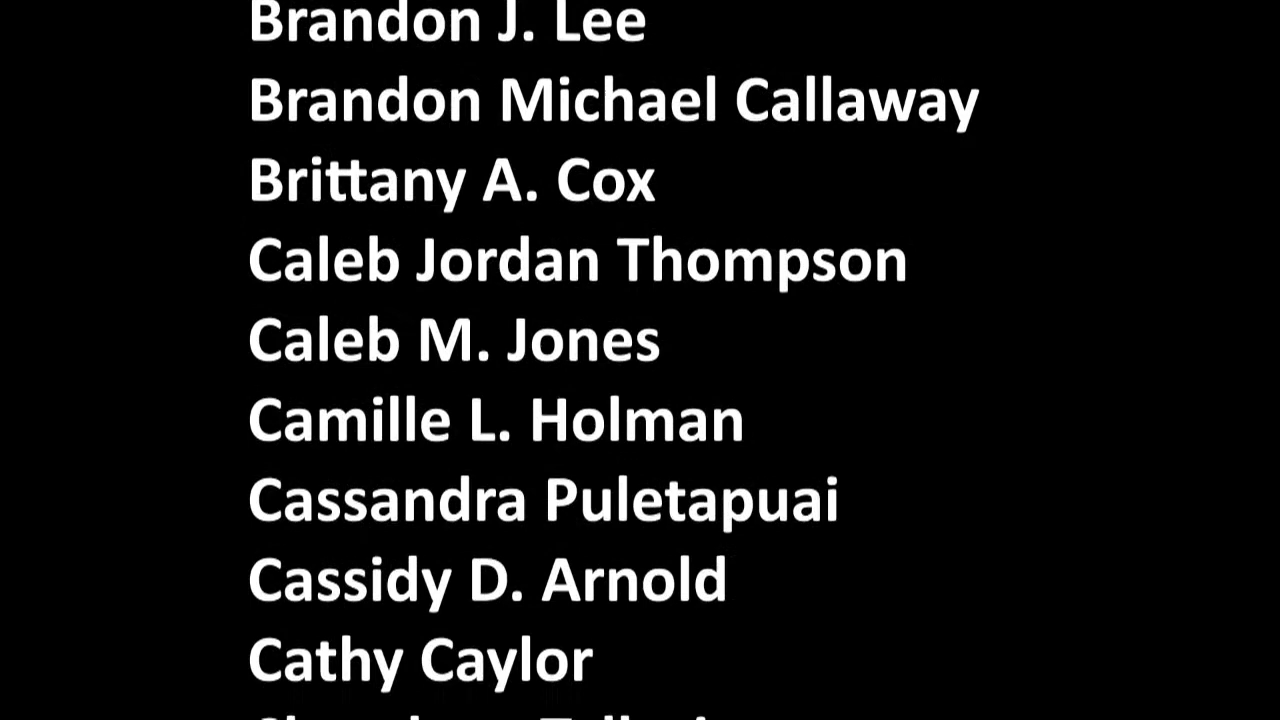 Brandon J. Lee
Brandon Michael Callaway
Brittany A. Cox
Caleb Jordan Thompson
Caleb M. Jones
Camille L. Holman
Cassandra Puletapuai
Cassidy D. Arnold
Cathy Caylor